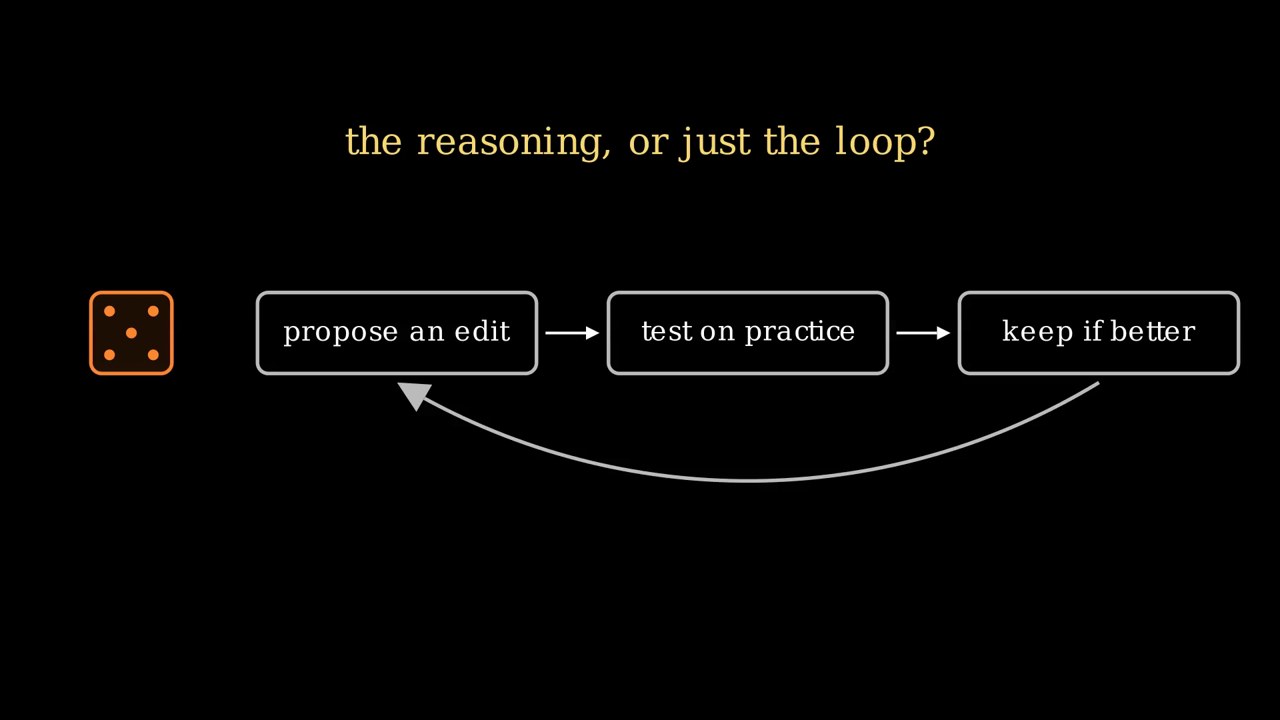 the reasoning, or just the loop?
propose an edit
test on practice
keep if better